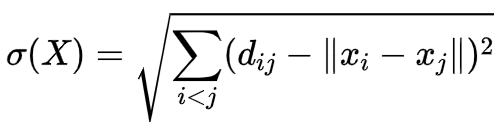 σ(X) = √∑_{i<j}(d_{ij} − ‖x_i − x_j‖)²